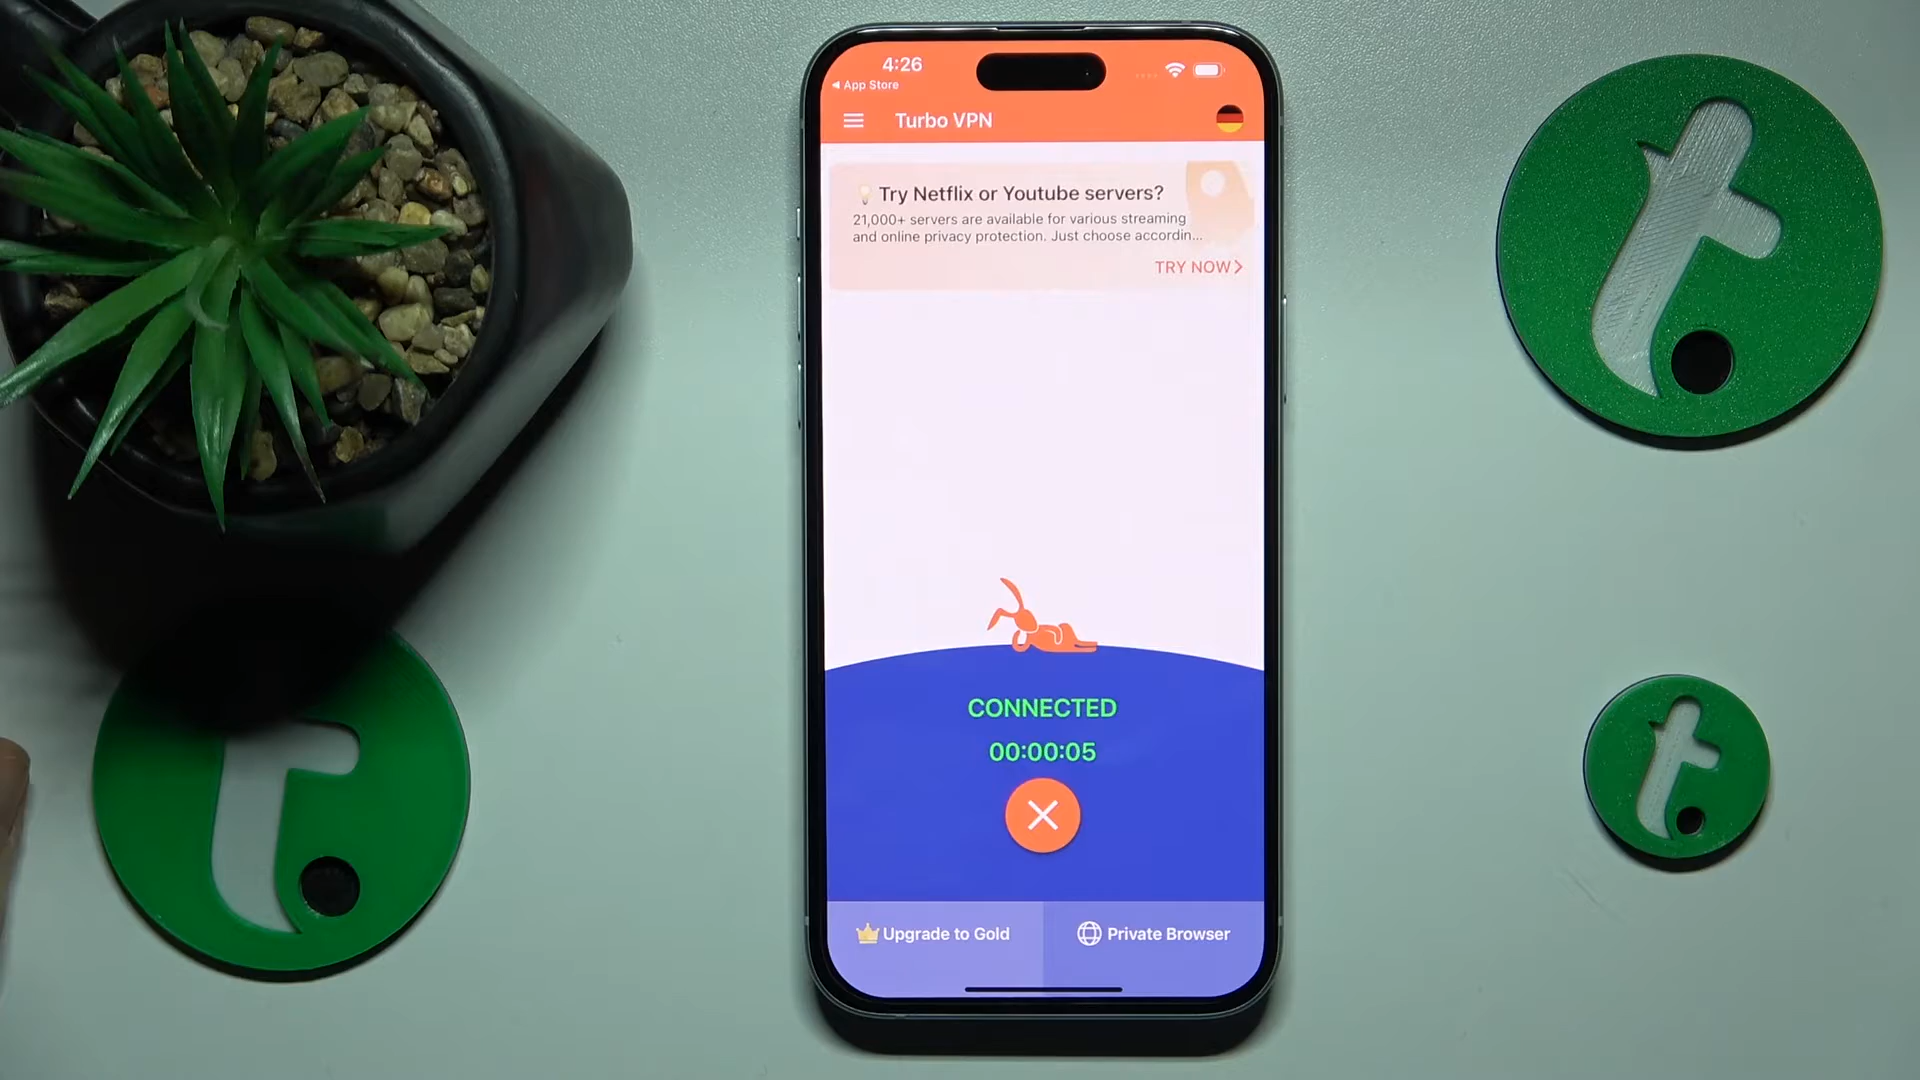 4:26
App Store
Turbo VPN
Try Netflix or Youtube servers?
21,000+ servers are available for various streaming
and online privacy protection. Just choose accordin...
TRY NOW
CONNECTED
00:00:05
Upgrade to Gold
Private Browser
t
t
t